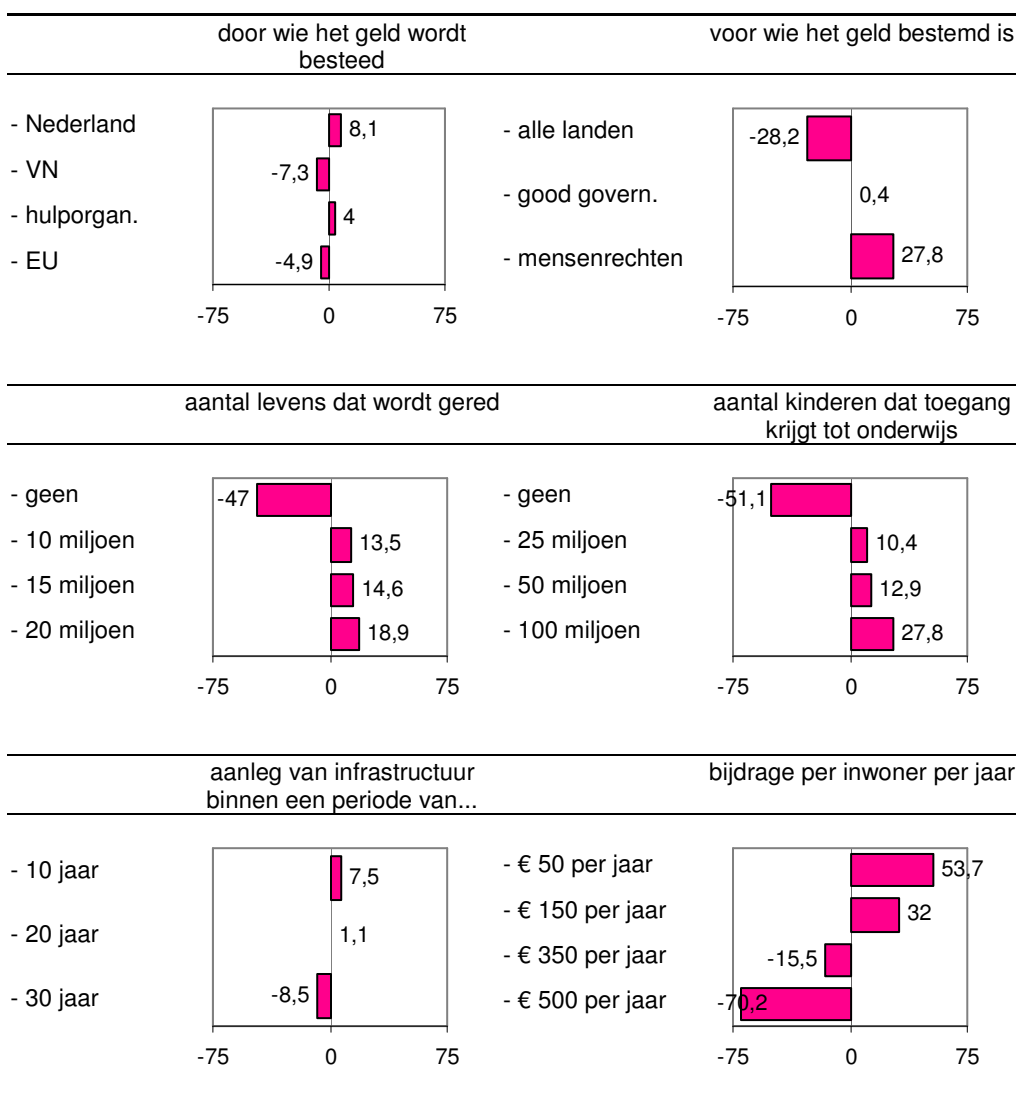 door wie het geld wordt
besteed
- Nederland 8,1
- VN -7,3
- hulporgan. 4
- EU -4,9
-75 0 75
voor wie het geld bestemd is
- alle landen -28,2
- good govern. 0,4
- mensenrechten 27,8
-75 0 75
aantal levens dat wordt gered
- geen -47
- 10 miljoen 13,5
- 15 miljoen 14,6
- 20 miljoen 18,9
-75 0 75
aantal kinderen dat toegang
krijgt tot onderwijs
- geen -51,1
- 25 miljoen 10,4
- 50 miljoen 12,9
- 100 miljoen 27,8
-75 0 75
aanleg van infrastructuur
binnen een periode van...
- 10 jaar 7,5
- 20 jaar 1,1
- 30 jaar -8,5
-75 0 75
bijdrage per inwoner per jaar
- € 50 per jaar 53,7
- € 150 per jaar 32
- € 350 per jaar -15,5
- € 500 per jaar -70,2
-75 0 75